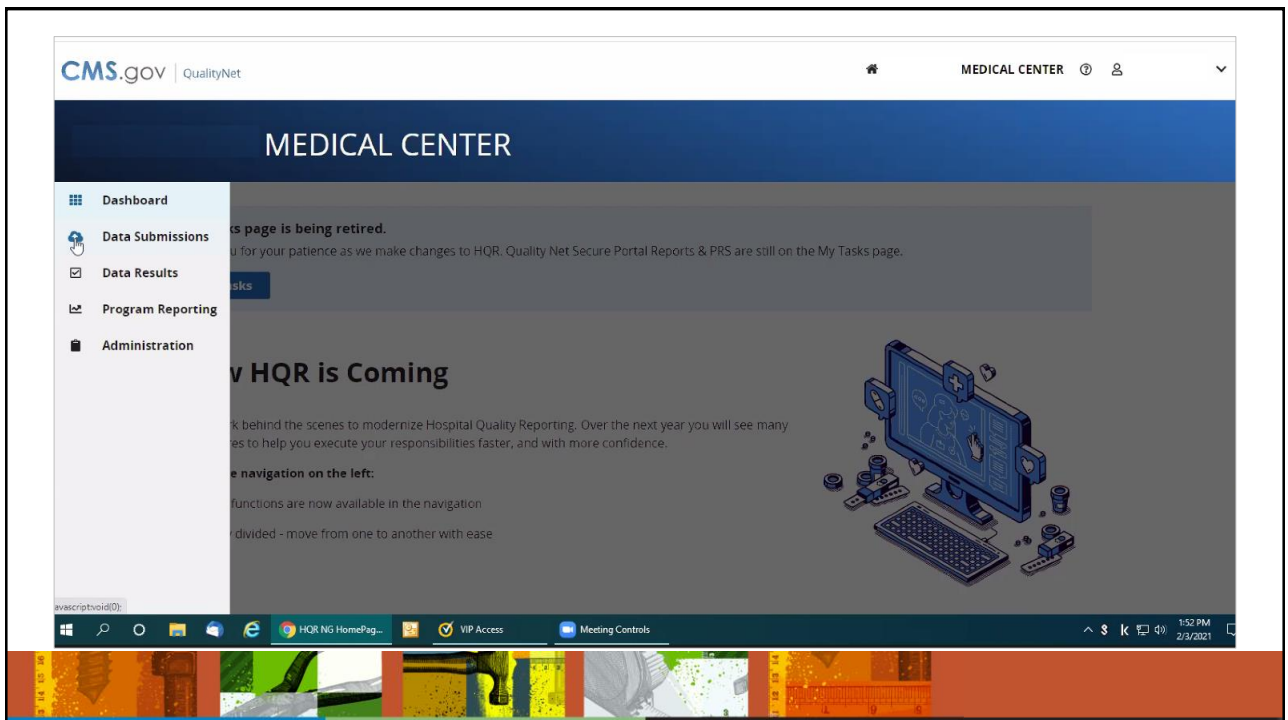 CMS.gov | QualityNet
MEDICAL CENTER
MEDICAL CENTER
Dashboard
Data Submissions
Data Results
Program Reporting
Administration
ks page is being retired.
u for your patience as we make changes to HQR. Quality Net Secure Portal Reports & PRS are still on the My Tasks page.
asks
w HQR is Coming
rk behind the scenes to modernize Hospital Quality Reporting. Over the next year you will see many
res to help you execute your responsibilities faster, and with more confidence.
e navigation on the left:
functions are now available in the navigation
divided - move from one to another with ease
avascript:void(0);
HQR NG HomePag...
VIP Access
Meeting Controls
1:52 PM
2/3/2021